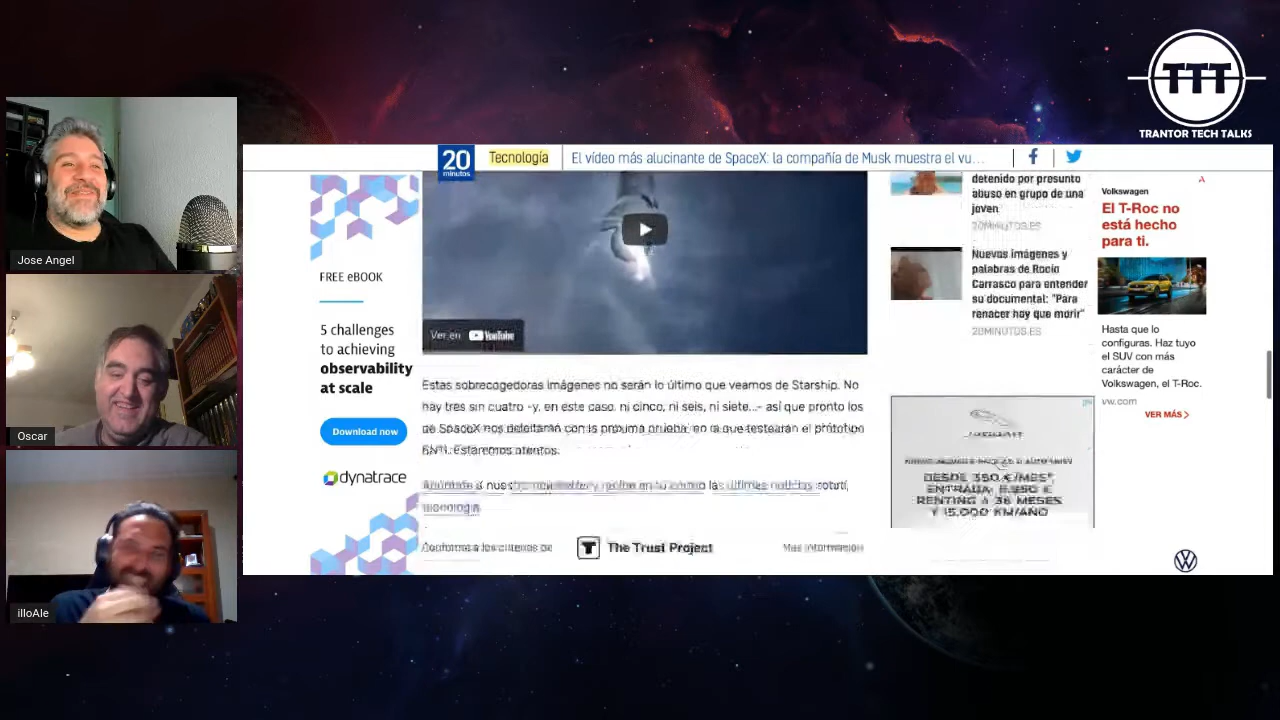 TTT
TRANTOR TECH TALKS
Jose Angel
Oscar
illoAle
20
minutos
Tecnología
El vídeo más alucinante de SpaceX: la compañía de Musk muestra el vu...
FREE eBOOK
5 challenges
to achieving
observability
at scale
Download now
dynatrace
Ver en YouTube
Estas sobrecogedoras imágenes no serán lo último que veamos de Starship. No
hay tres sin cuatro -y, en este caso, ni cinco, ni seis, ni siete...- así que pronto los
de SpaceX nos deleitarán con la próxima prueba, en la que testearán el prototipo
Estaremos atentos.
a nuestra newsletter y recibe en tu correo las últimas noticias sobre
tecnología
Conforme a los criterios de
The Trust Project
Más información
detenido por presunto
abuso en grupo de una
joven
20MINUTOS.ES
Nuevas imágenes y
palabras de Rocío
Carrasco para entender
su documental: "Para
renacer hay que morir"
20MINUTOS.ES
DESDE 350 €/MES*
RENTING A 36 MESES
Y 15.000 KM/AÑO
Volkswagen
El T-Roc no
está hecho
para ti.
Hasta que lo
configuras. Haz tuyo
el SUV con más
carácter de
Volkswagen, el T-Roc.
vw.com
VER MÁS >